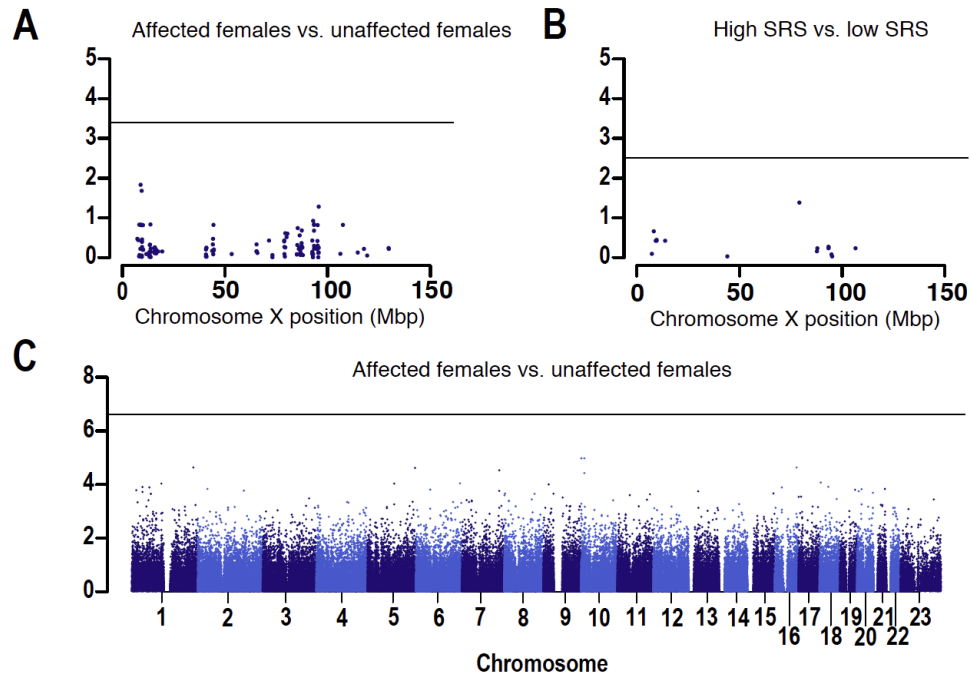 A
Affected females vs. unaffected females
5
4
3
2
1
0
0 50 100 150
Chromosome X position (Mbp)
B
High SRS vs. low SRS
5
4
3
2
1
0
0 50 100 150
Chromosome X position (Mbp)
C
Affected females vs. unaffected females
8
6
4
2
0
1 2 3 4 5 6 7 8 9 10 11 12 13 14 15 17 19 21 23
16 18 20 22
Chromosome